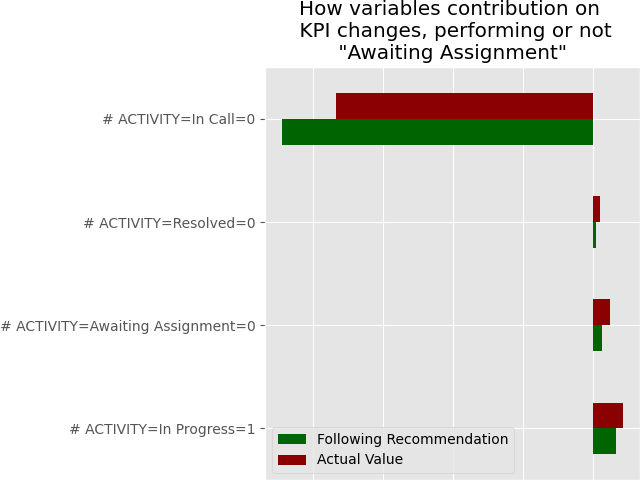 How variables contribution on
KPI changes, performing or not
"Awaiting Assignment"
# ACTIVITY=In Call=0
# ACTIVITY=Resolved=0
# ACTIVITY=Awaiting Assignment=0
# ACTIVITY=In Progress=1
Following Recommendation
Actual Value